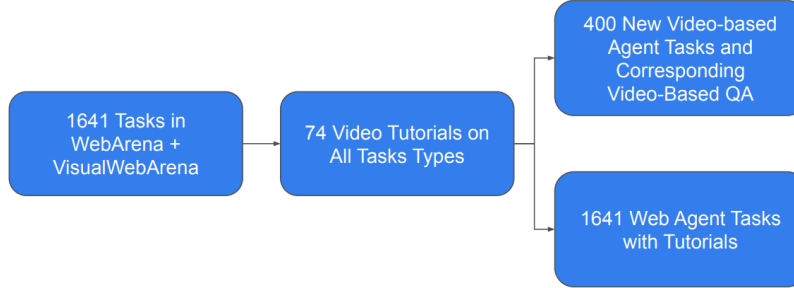 1641 Tasks in
WebArena +
VisualWebArena
74 Video Tutorials on
All Tasks Types
400 New Video-based
Agent Tasks and
Corresponding
Video-Based QA
1641 Web Agent Tasks
with Tutorials